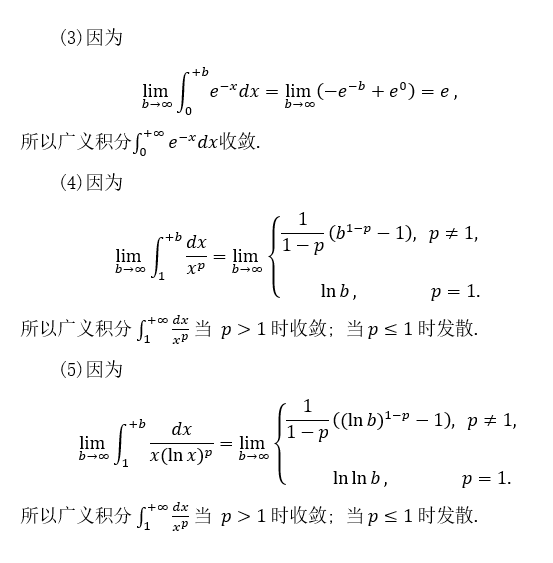 (3)因为
lim_{b→∞} ∫_0^{+b} e^{-x}dx = lim_{b→∞} (−e^{-b} + e^0) = e ,
所以广义积分∫_0^{+∞} e^{-x}dx收敛.
(4)因为
lim_{b→∞} ∫_1^{+b} dx/x^p = lim_{b→∞} { 1/(1−p) (b^{1−p} − 1), p ≠ 1,
ln b , p = 1.
所以广义积分 ∫_1^{+∞} dx/x^p 当 p > 1 时收敛；当 p ≤ 1 时发散.
(5)因为
lim_{b→∞} ∫_1^{+b} dx/(x(ln x)^p) = lim_{b→∞} { 1/(1−p) ((ln b)^{1−p} − 1), p ≠ 1,
ln ln b , p = 1.
所以广义积分 ∫_1^{+∞} dx/x^p 当 p > 1 时收敛；当 p ≤ 1 时发散.